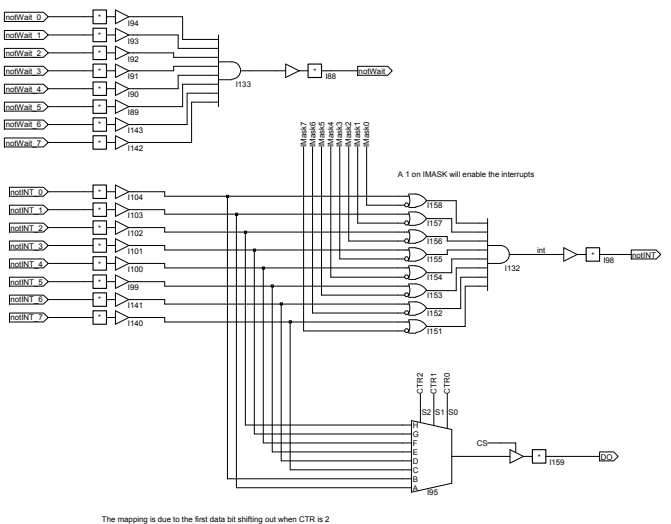 notWait_0
I94
notWait_1
I93
notWait_2
I92
notWait_3
I91
notWait_4
I90
notWait_5
I89
notWait_6
I143
notWait_7
I142
I133
I88
notWait
IMask7
IMask6
IMask5
IMask4
IMask3
IMask2
IMask1
IMask0
A 1 on IMASK will enable the interrupts
notINT_0
I104
notINT_1
I103
notINT_2
I102
notINT_3
I101
notINT_4
I100
notINT_5
I99
notINT_6
I141
notINT_7
I140
I158
I157
I156
I155
I154
I153
I152
I151
I132
int
I98
notINT
CTR2
CTR1
CTR0
S2
S1
S0
H
G
F
E
D
C
B
A
I95
CS
I159
DO
The mapping is due to the first data bit shifting out when CTR is 2